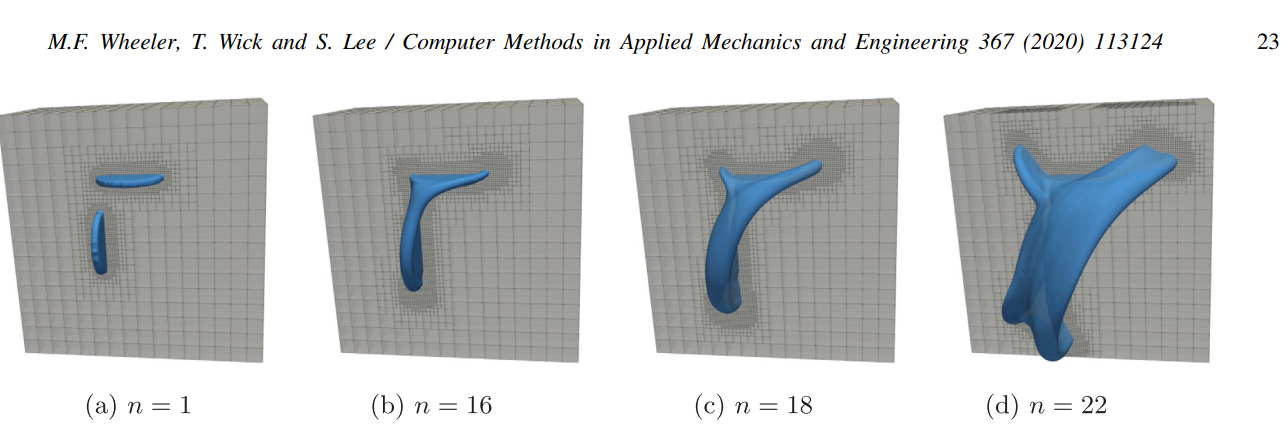 M.F. Wheeler, T. Wick and S. Lee / Computer Methods in Applied Mechanics and Engineering 367 (2020) 113124 23
(a) n = 1
(b) n = 16
(c) n = 18
(d) n = 22